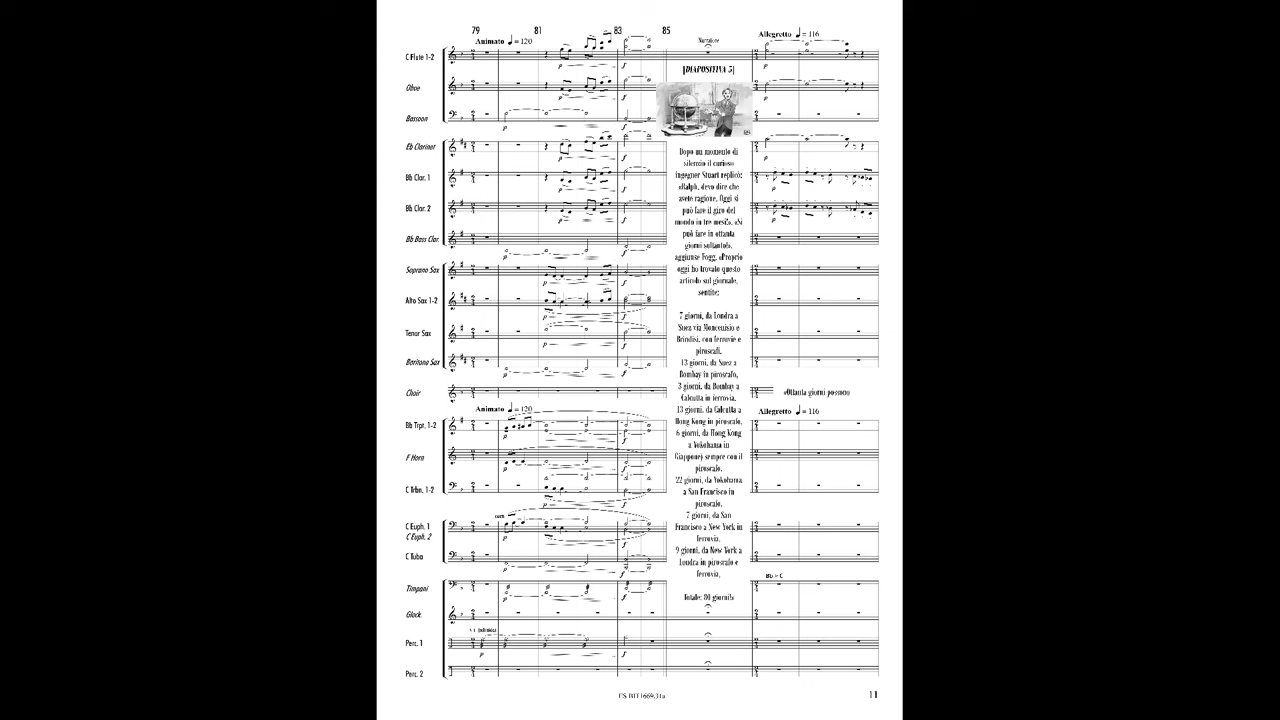 79 81 83 85
Animato ♩= 120
Narratore
Allegretto ♩= 116
C Flute 1-2
[DIAPOSITIVA 5]
Oboe
Bassoon
Eb Clarinet
Bb Clar. 1
Bb Clar. 2
Bb Bass Clar.
Soprano Sax
Alto Sax 1-2
Tenor Sax
Baritone Sax
Dopo un momento di
silenzio il curioso
ingegner Stuart replicò:
«Ralph, devo dire che
avete ragione. Oggi si
può fare il giro del
mondo in tre mesi». «Si
può fare in ottanta
giorni soltanto!»,
aggiunse Fogg. «Proprio
oggi ho trovato questo
articolo sul giornale,
sentite:
7 giorni, da Londra a
Suez via Moncenisio e
Brindisi, con ferrovie e
piroscafi.
13 giorni, da Suez a
Bombay in piroscafo,
3 giorni, da Bombay a
Calcutta in ferrovia,
13 giorni, da Calcutta a
Hong Kong in piroscafo,
6 giorni, da Hong Kong
a Yokohama in
Giappone) sempre con il
piroscafo,
22 giorni, da Yokohama
a San Francisco in
piroscafo,
7 giorni, da San
Francisco a New York in
ferrovia,
9 giorni, da New York a
Londra in piroscafo e
ferrovia,
Totale: 80 giorni!»
Choir
«Ottanta giorni possono
Animato ♩= 120
Allegretto ♩= 116
Bb Trpt. 1-2
F Horn
C Trbn. 1-2
C Euph. 1
C Euph. 2
C Tuba
Timpani
Bb > C
Glock.
Perc. 1
Perc. 2
11